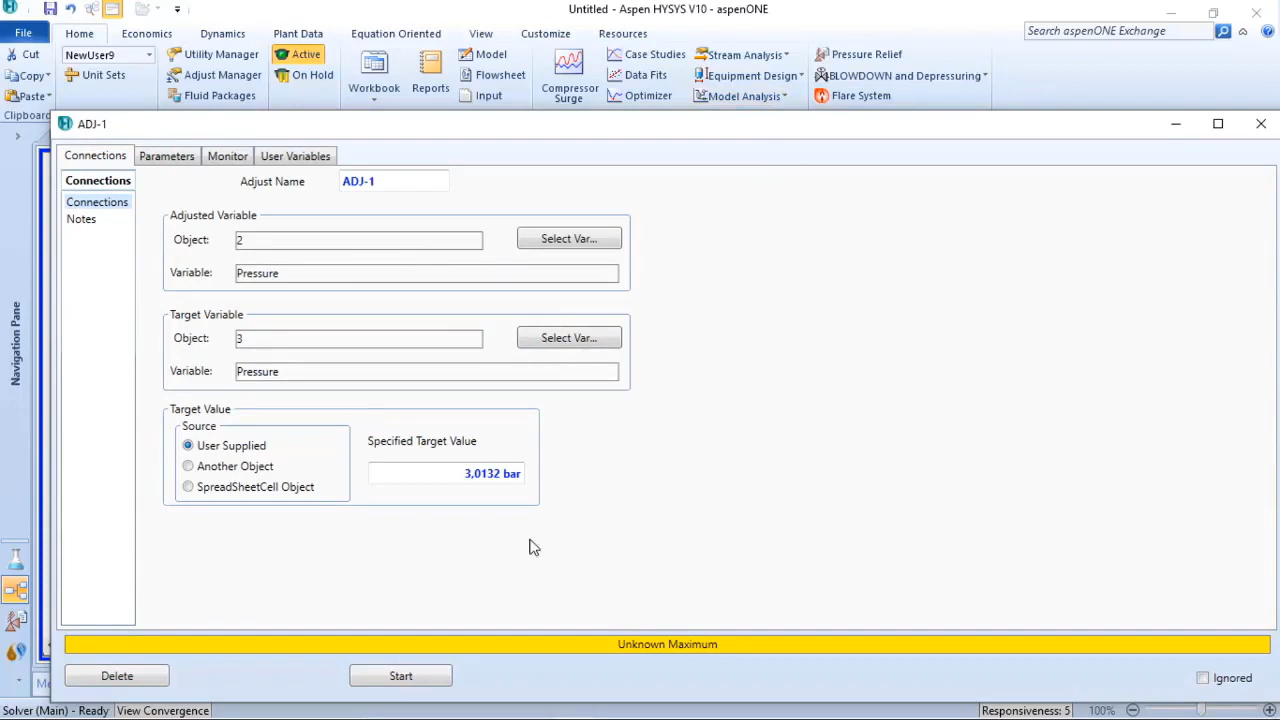 Untitled - Aspen HYSYS V10 - aspenONE
File Home Economics Dynamics Plant Data Equation Oriented View Customize Resources
Search aspenONE Exchange
Cut
Copy
Paste
Clipboard
NewUser9
Unit Sets
Utility Manager
Adjust Manager
Fluid Packages
Active
On Hold
Workbook
Reports
Model
Flowsheet
Input
Compressor
Surge
Case Studies
Data Fits
Optimizer
Stream Analysis
Equipment Design
Model Analysis
Pressure Relief
BLOWDOWN and Depressuring
Flare System
ADJ-1
Connections Parameters Monitor User Variables
Connections
Connections
Notes
Adjust Name ADJ-1
Adjusted Variable
Object: 2 Select Var...
Variable: Pressure
Target Variable
Object: 3 Select Var...
Variable: Pressure
Target Value
Source
User Supplied
Another Object
SpreadSheetCell Object
Specified Target Value
3,0132 bar
Navigation Pane
Unknown Maximum
Delete Start Ignored
Solver (Main) - Ready View Convergence Responsiveness: 5 100%